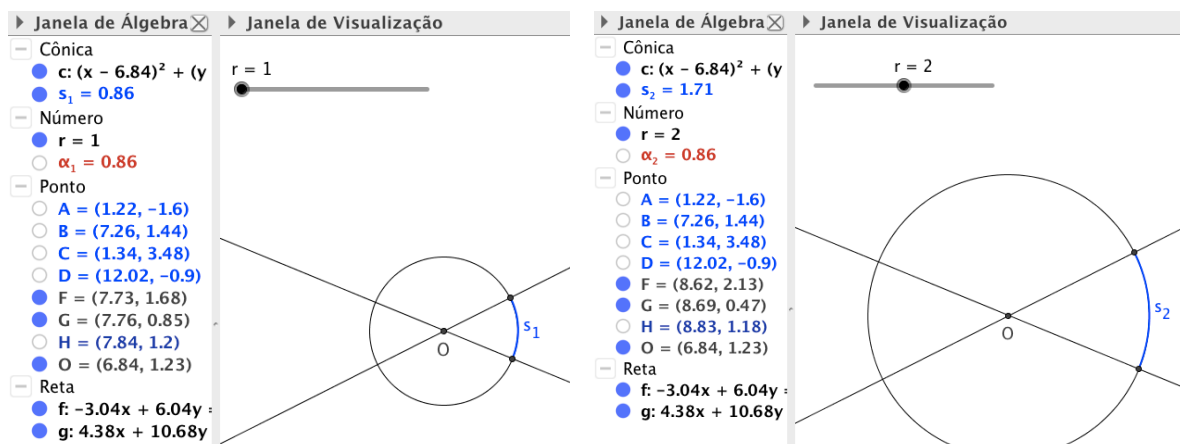 Janela de Álgebra
Cônica
c: (x – 6.84)² + (y
s₁ = 0.86
Número
r = 1
α₁ = 0.86
Ponto
A = (1.22, –1.6)
B = (7.26, 1.44)
C = (1.34, 3.48)
D = (12.02, –0.9)
F = (7.73, 1.68)
G = (7.76, 0.85)
H = (7.84, 1.2)
O = (6.84, 1.23)
Reta
f: –3.04x + 6.04y =
g: 4.38x + 10.68y
Janela de Visualização
r = 1
s₁
O
Janela de Álgebra
Cônica
c: (x – 6.84)² + (y
s₂ = 1.71
Número
r = 2
α₂ = 0.86
Ponto
A = (1.22, –1.6)
B = (7.26, 1.44)
C = (1.34, 3.48)
D = (12.02, –0.9)
F = (8.62, 2.13)
G = (8.69, 0.47)
H = (8.83, 1.18)
O = (6.84, 1.23)
Reta
f: –3.04x + 6.04y =
g: 4.38x + 10.68y
Janela de Visualização
r = 2
s₂
O